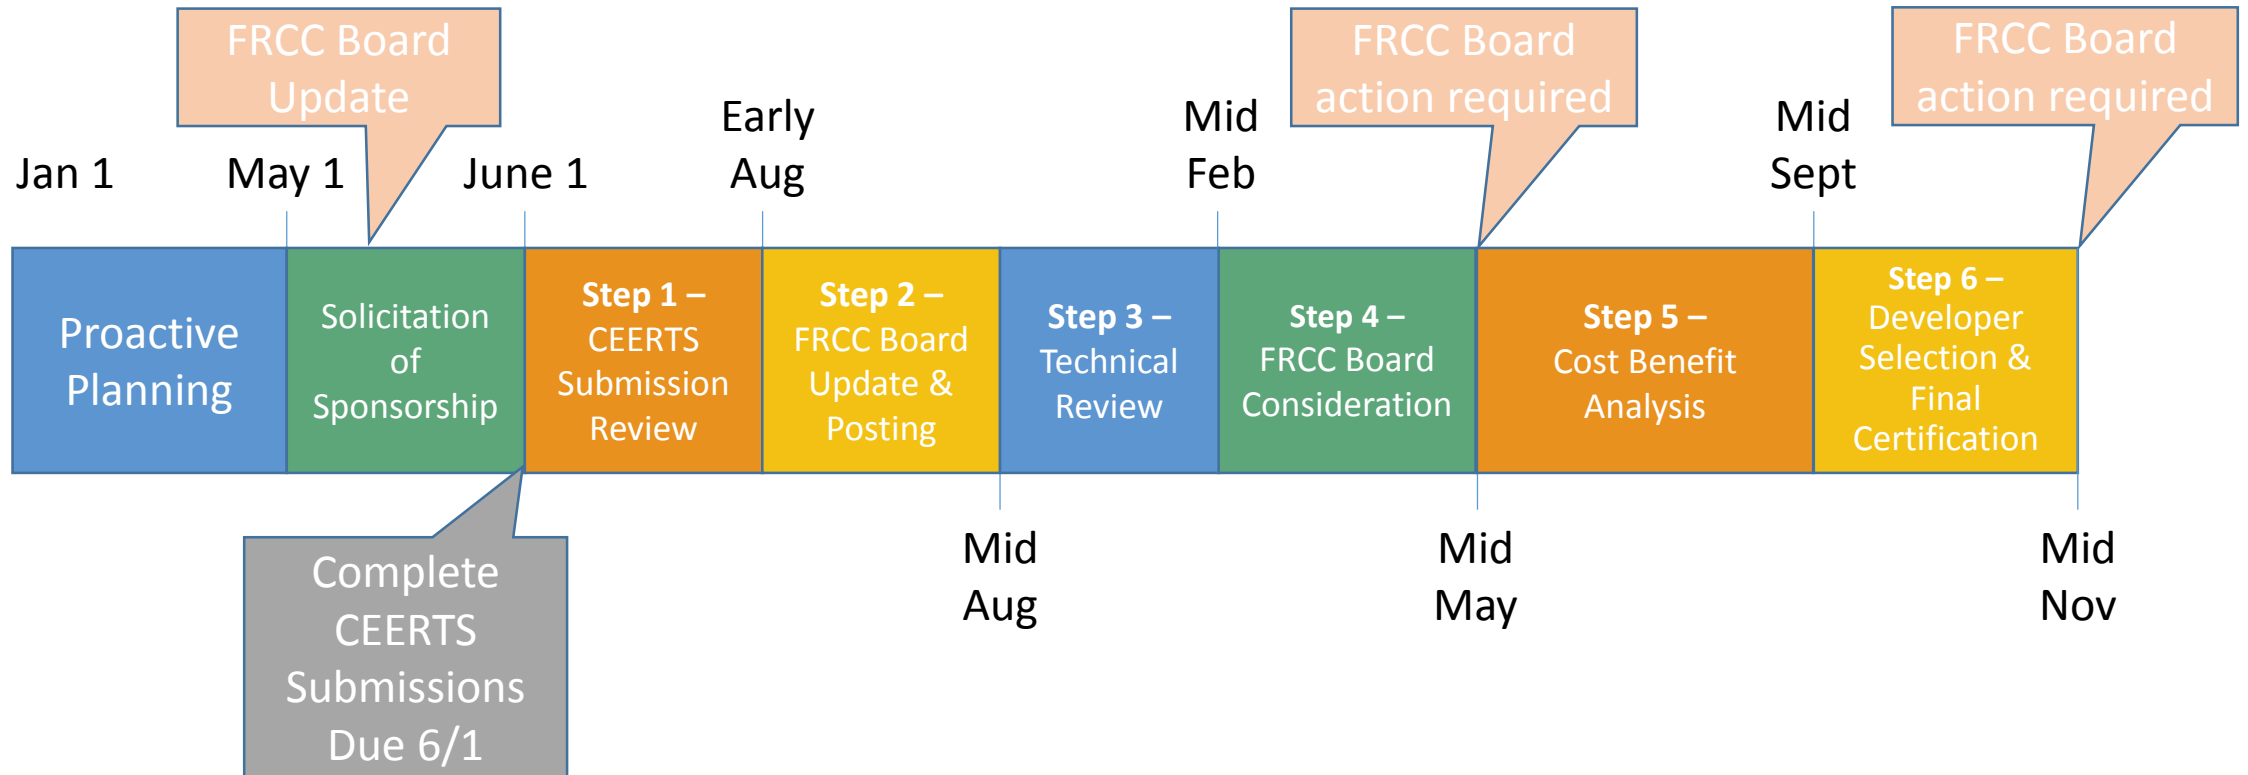 FRCC Board
Update
FRCC Board
action required
FRCC Board
action required
Jan 1
May 1
June 1
Early
Aug
Mid
Feb
Mid
Sept
Proactive
Planning
Solicitation
of
Sponsorship
Step 1 –
CEERTS
Submission
Review
Step 2 –
FRCC Board
Update &
Posting
Step 3 –
Technical
Review
Step 4 –
FRCC Board
Consideration
Step 5 –
Cost Benefit
Analysis
Step 6 –
Developer
Selection &
Final
Certification
Complete
CEERTS
Submissions
Due 6/1
Mid
Aug
Mid
May
Mid
Nov